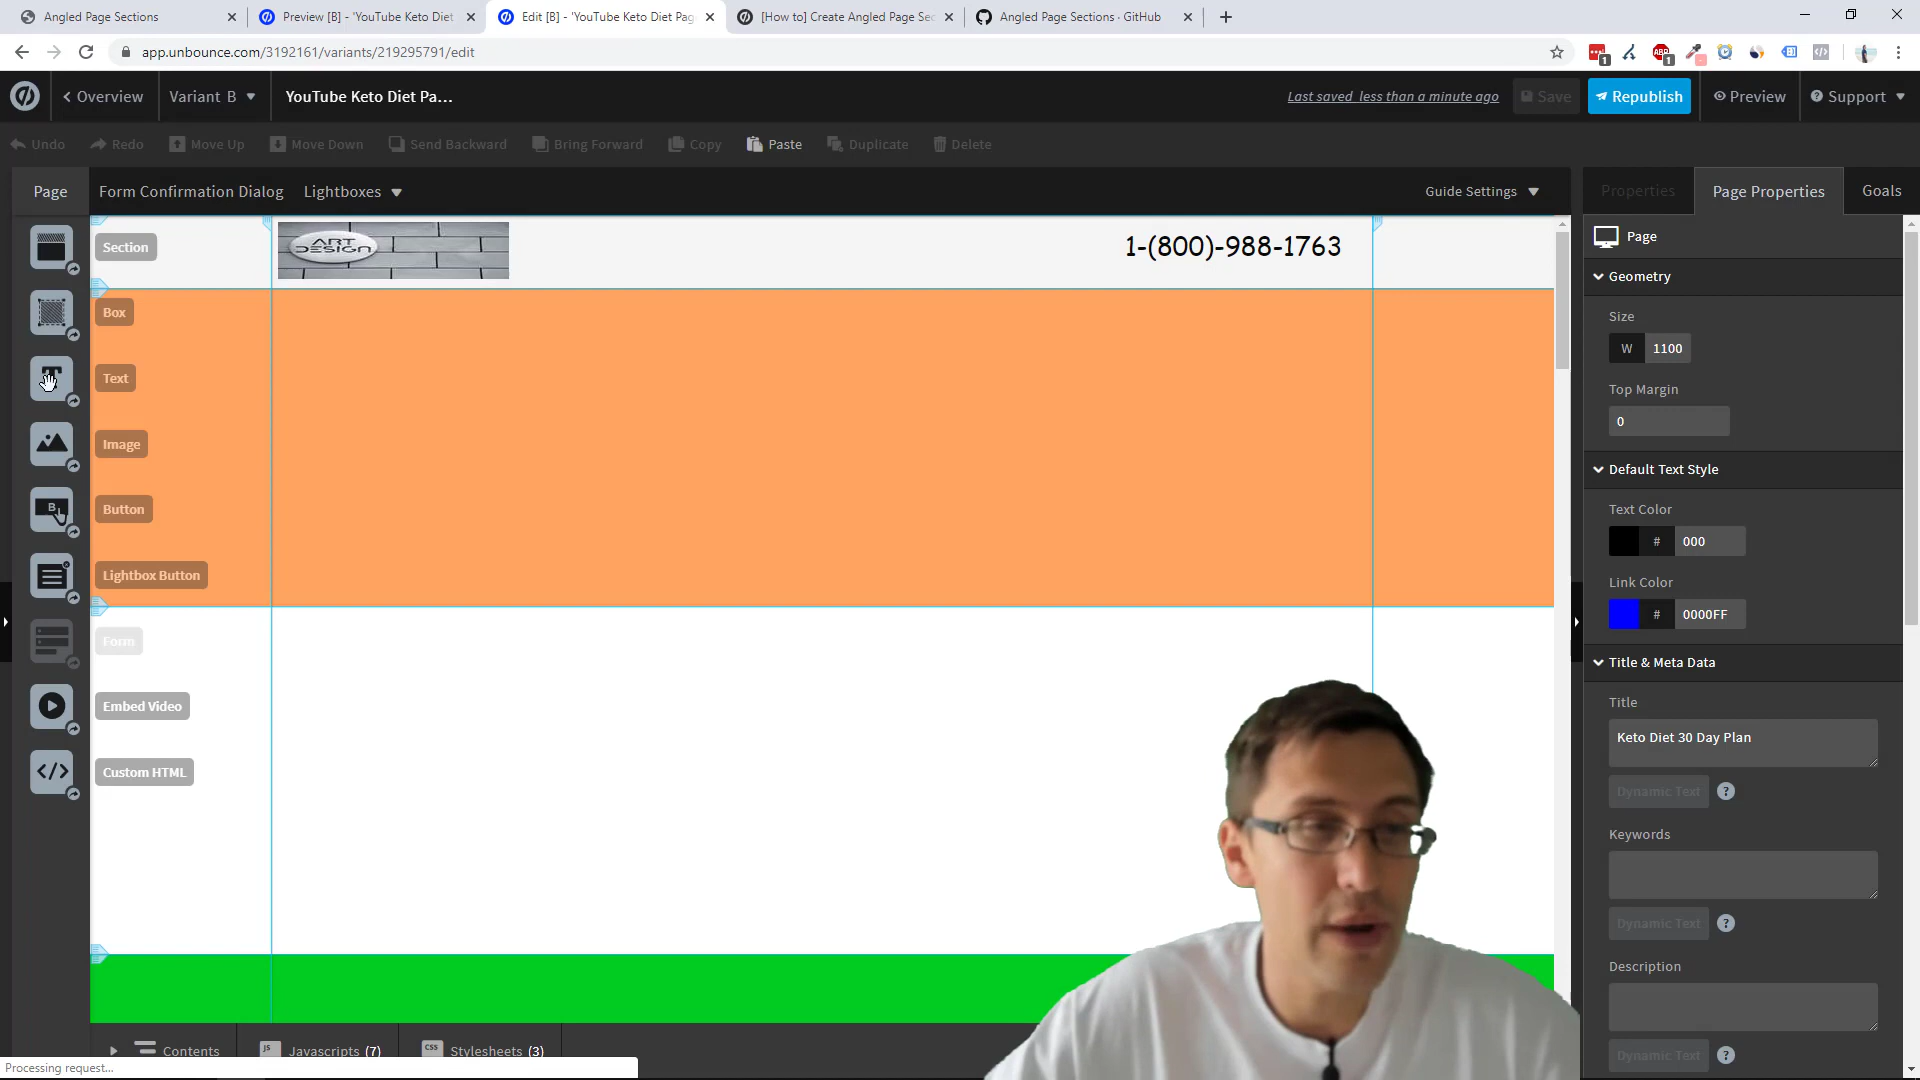 Angled Page Sections
Preview [B] - 'YouTube Keto Diet
Edit [B] - 'YouTube Keto Diet Pag
[How to] Create Angled Page Sec
Angled Page Sections · GitHub
app.unbounce.com/3192161/variants/219295791/edit
Overview
Variant B
YouTube Keto Diet Pa...
Last saved less than a minute ago
Save
Republish
Preview
Support
Undo
Redo
Move Up
Move Down
Send Backward
Bring Forward
Copy
Paste
Duplicate
Delete
Page
Form Confirmation Dialog
Lightboxes
Guide Settings
Properties
Page Properties
Goals
Section
ART
DESIGN
1-(800)-988-1763
Page
Box
Geometry
Size
W 1100
Text
Top Margin
0
Image
Default Text Style
Button
Text Color
# 000
Lightbox Button
Link Color
# 0000FF
Form
Title & Meta Data
Embed Video
Title
Keto Diet 30 Day Plan
Custom HTML
Dynamic Text ?
Keywords
Dynamic Text ?
Description
Dynamic Text ?
Contents
JS Javascripts (7)
CSS Stylesheets (3)
Processing request...